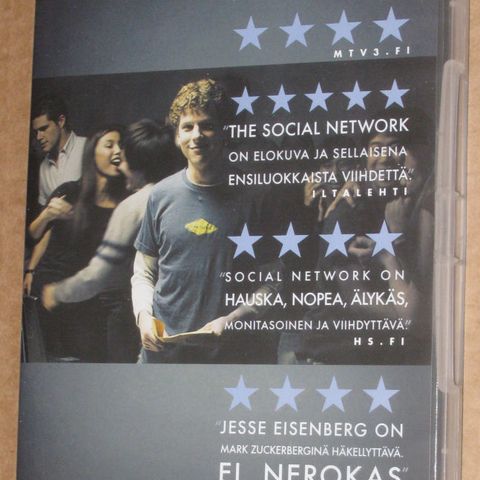 MTV3.FI
"THE SOCIAL NETWORK
ON ELOKUVA JA SELLAISENA
ENSILUOKKAISTA VIIHDETTÄ."
ILTALEHTI
"SOCIAL NETWORK ON
HAUSKA, NOPEA, ÄLYKÄS,
MONITASOINEN JA VIIHDYTTÄVÄ."
HS.FI
"JESSE EISENBERG ON
MARK ZUCKERBERGINÄ HÄKELLYTTÄVÄ.
EI, NEROKAS"